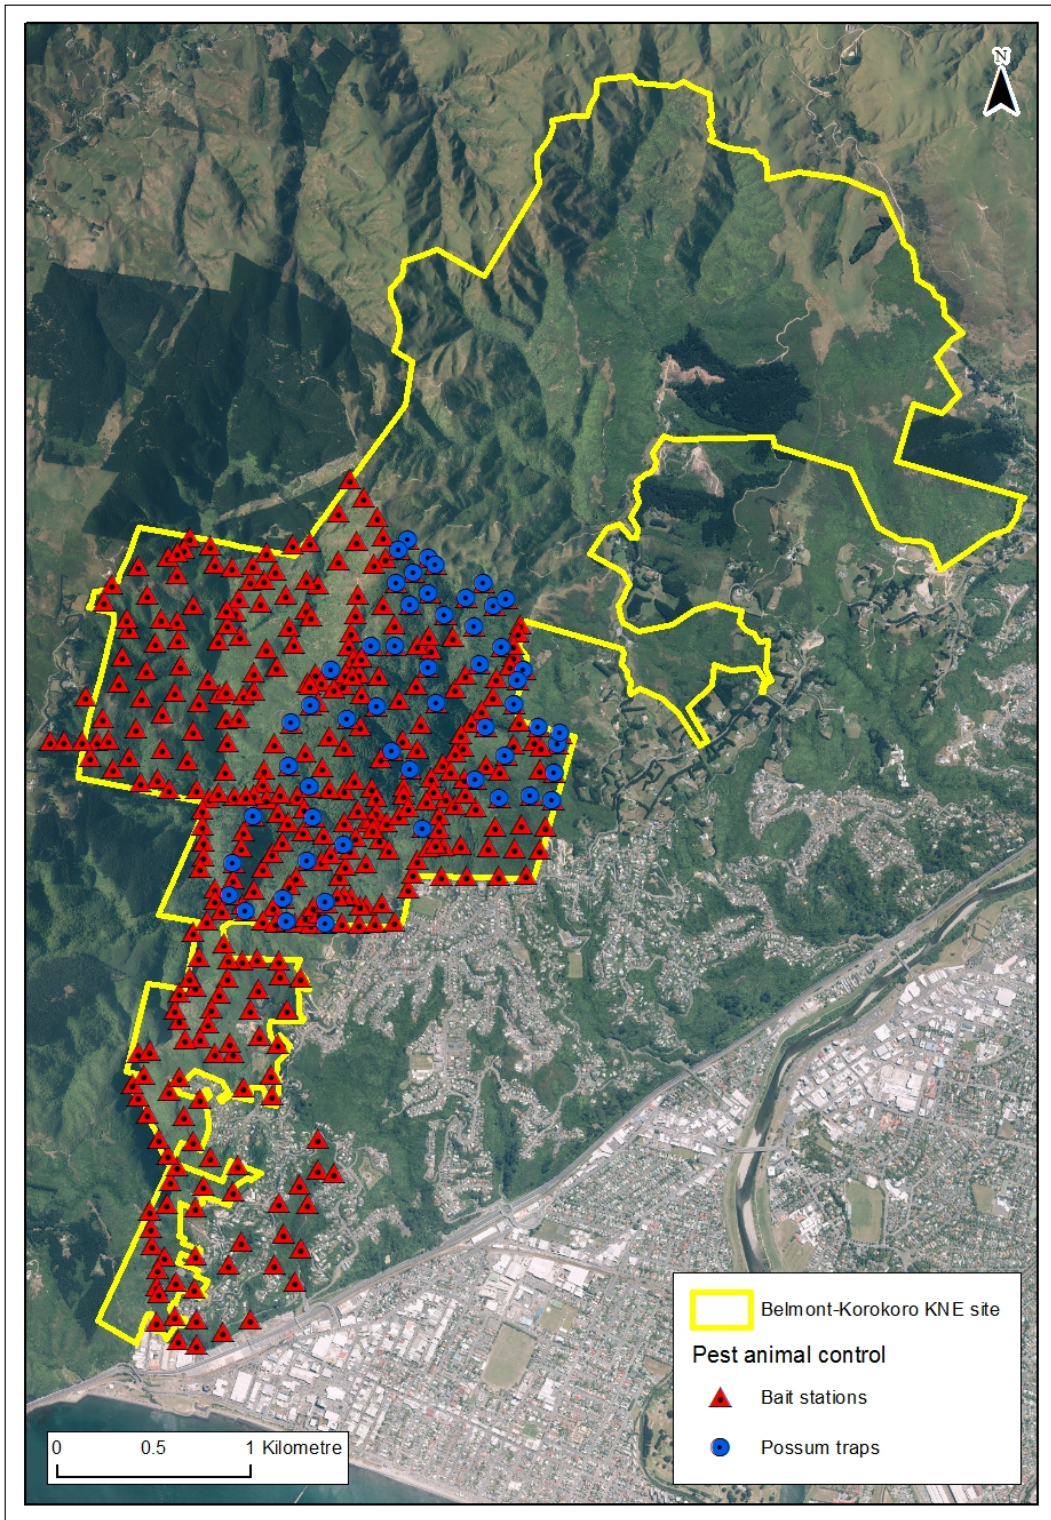 N
Belmont-Korokoro KNE site
Pest animal control
Bait stations
Possum traps
0 0.5 1 Kilometre